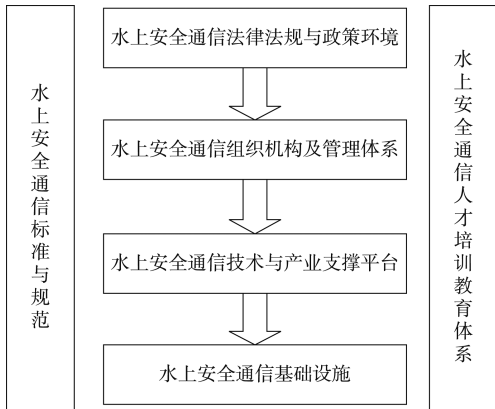 水上安全通信标准与规范
水上安全通信法律法规与政策环境
水上安全通信组织机构及管理体系
水上安全通信技术与产业支撑平台
水上安全通信基础设施
水上安全通信人才培训教育体系